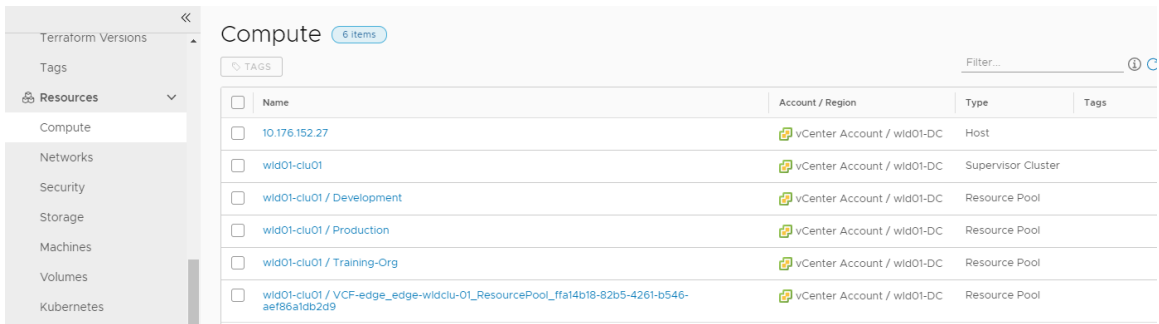 «
Terraform Versions
Tags
Resources
Compute
Networks
Security
Storage
Machines
Volumes
Kubernetes
Compute 6 items
TAGS
Filter...
Name Account / Region Type Tags
10.176.152.27 vCenter Account / wld01-DC Host
wld01-clu01 vCenter Account / wld01-DC Supervisor Cluster
wld01-clu01 / Development vCenter Account / wld01-DC Resource Pool
wld01-clu01 / Production vCenter Account / wld01-DC Resource Pool
wld01-clu01 / Training-Org vCenter Account / wld01-DC Resource Pool
wld01-clu01 / VCF-edge_edge-wldclu-01_ResourcePool_ffa14b18-82b5-4261-b546- vCenter Account / wld01-DC Resource Pool
aef86a1db2d9